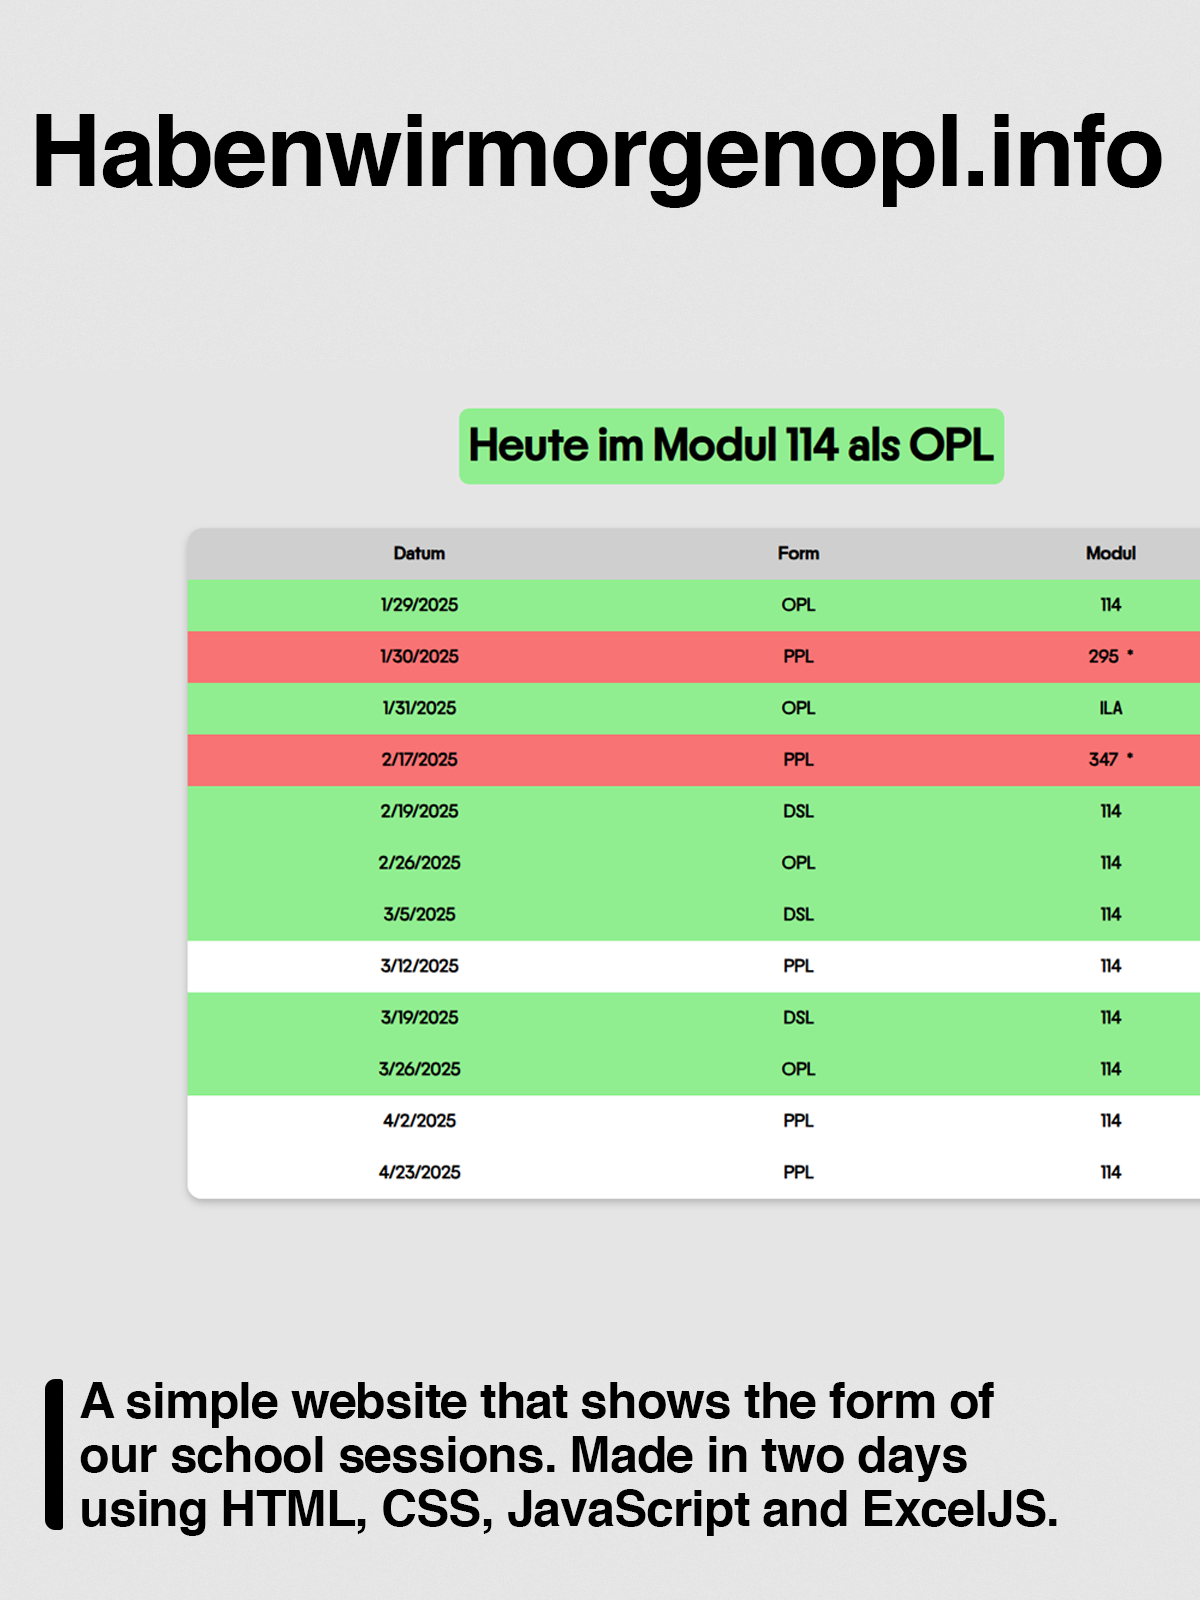 Habenwirmorgenopl.info
Heute im Modul 114 als OPL
Datum Form Modul
1/29/2025 OPL 114
1/30/2025 PPL 295 *
1/31/2025 OPL ILA
2/17/2025 PPL 347 *
2/19/2025 DSL 114
2/26/2025 OPL 114
3/5/2025 DSL 114
3/12/2025 PPL 114
3/19/2025 DSL 114
3/26/2025 OPL 114
4/2/2025 PPL 114
4/23/2025 PPL 114
A simple website that shows the form of
our school sessions. Made in two days
using HTML, CSS, JavaScript and ExcelJS.